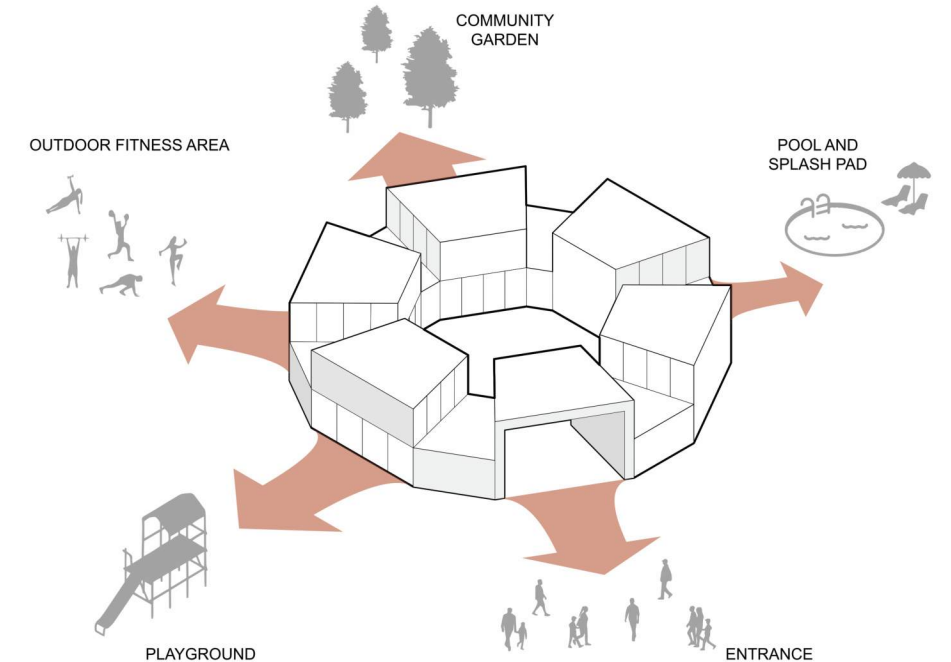 COMMUNITY
GARDEN
OUTDOOR FITNESS AREA
POOL AND
SPLASH PAD
PLAYGROUND
ENTRANCE